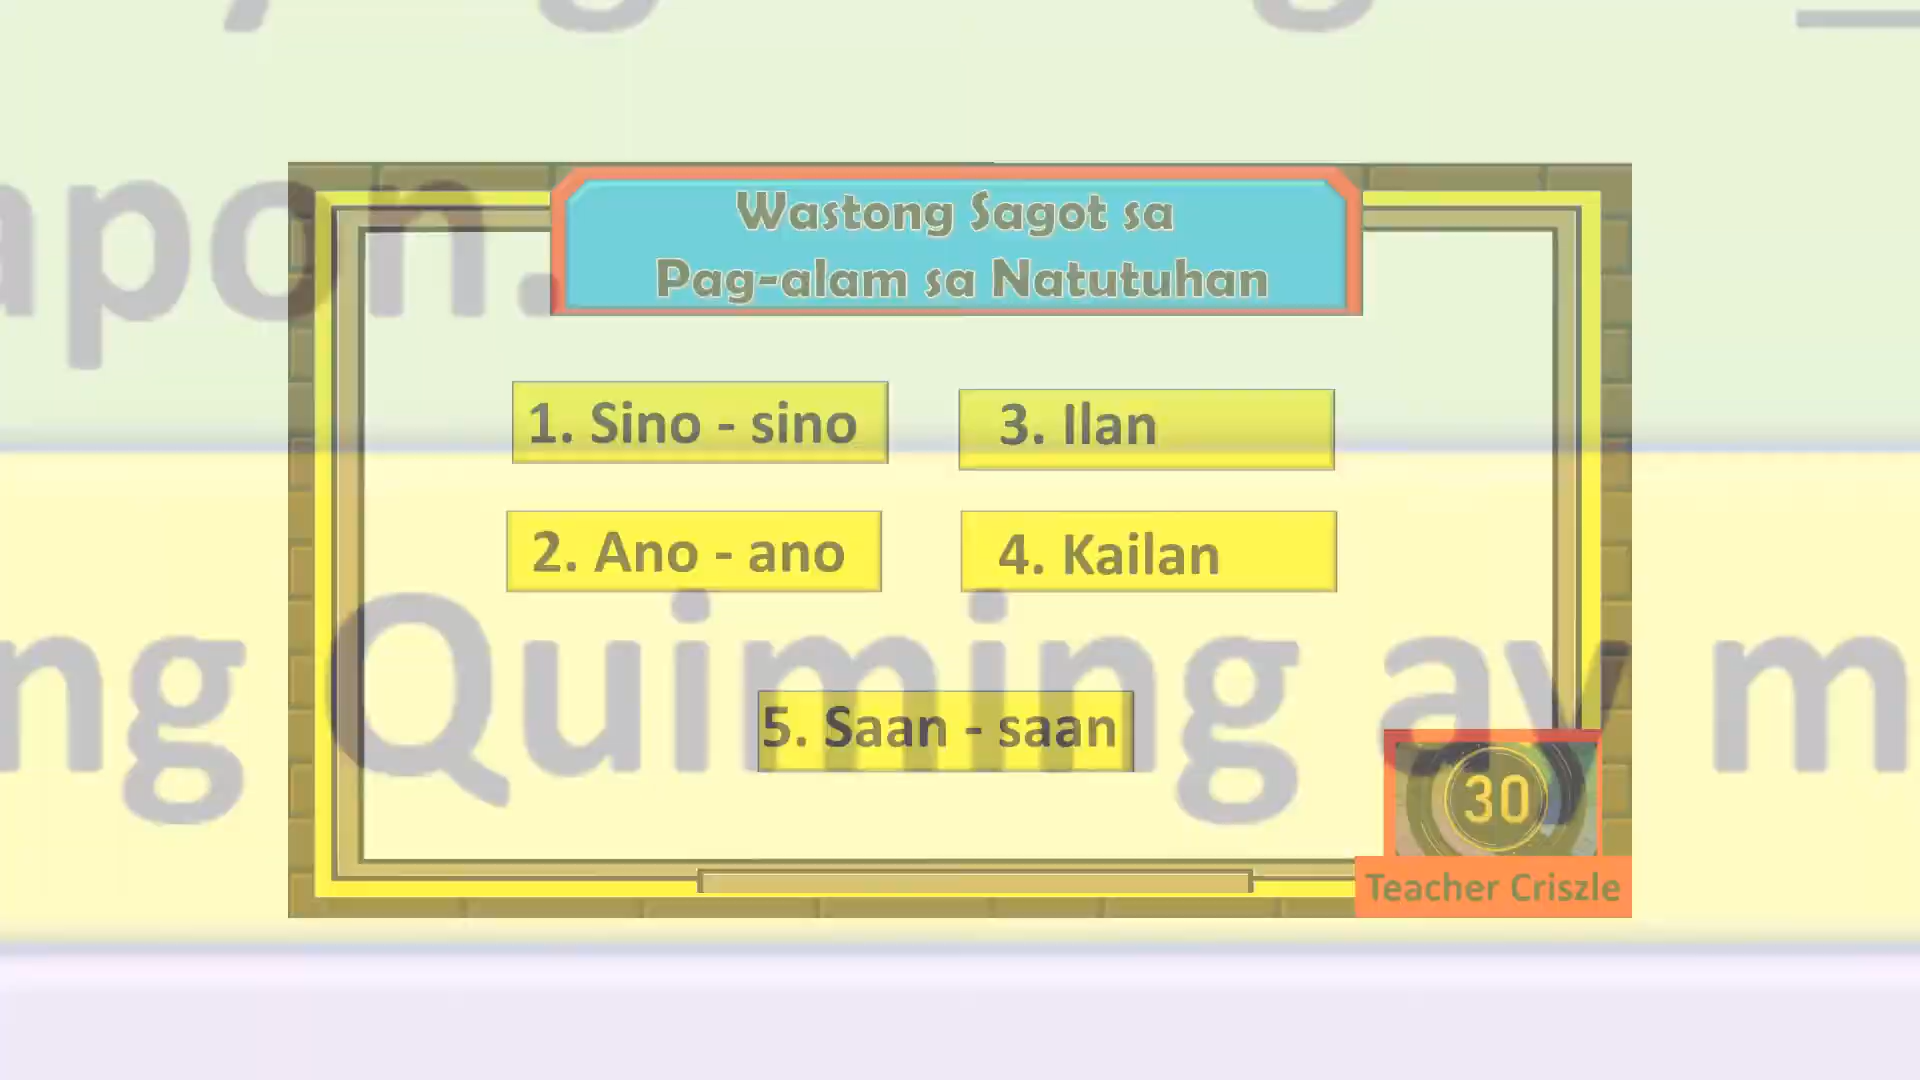 apon.
Wastong Sagot sa
Pag-alam sa Natutuhan
1. Sino - sino
3. Ilan
2. Ano - ano
4. Kailan
ng Quiming ay m
5. Saan - saan
30
Teacher Criszle